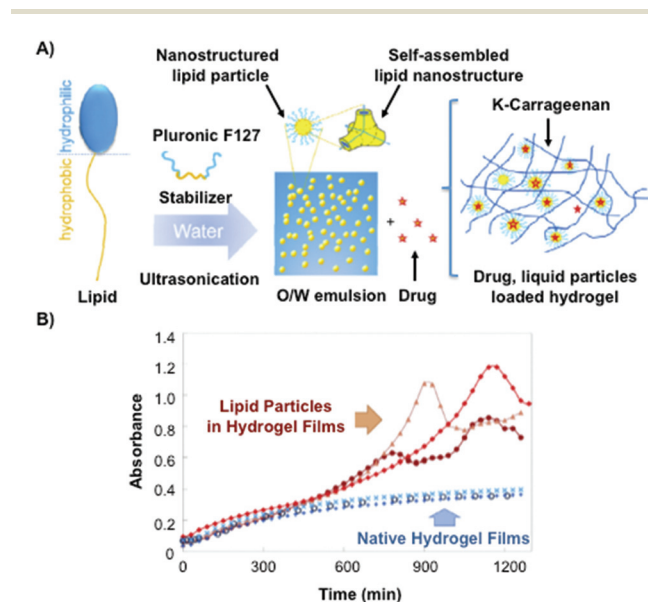 A)
Nanostructured
lipid particle
Self-assembled
lipid nanostructure
hydrophilic
hydrophobic
Pluronic F127
Stabilizer
Water
Ultrasonication
K-Carrageenan
+
Lipid
O/W emulsion
Drug
Drug, liquid particles
loaded hydrogel
B)
1.4
1.2
1.0
0.8
0.6
0.4
0.2
0
Absorbance
Lipid Particles
in Hydrogel Films
Native Hydrogel Films
0
300
600
900
1200
Time (min)